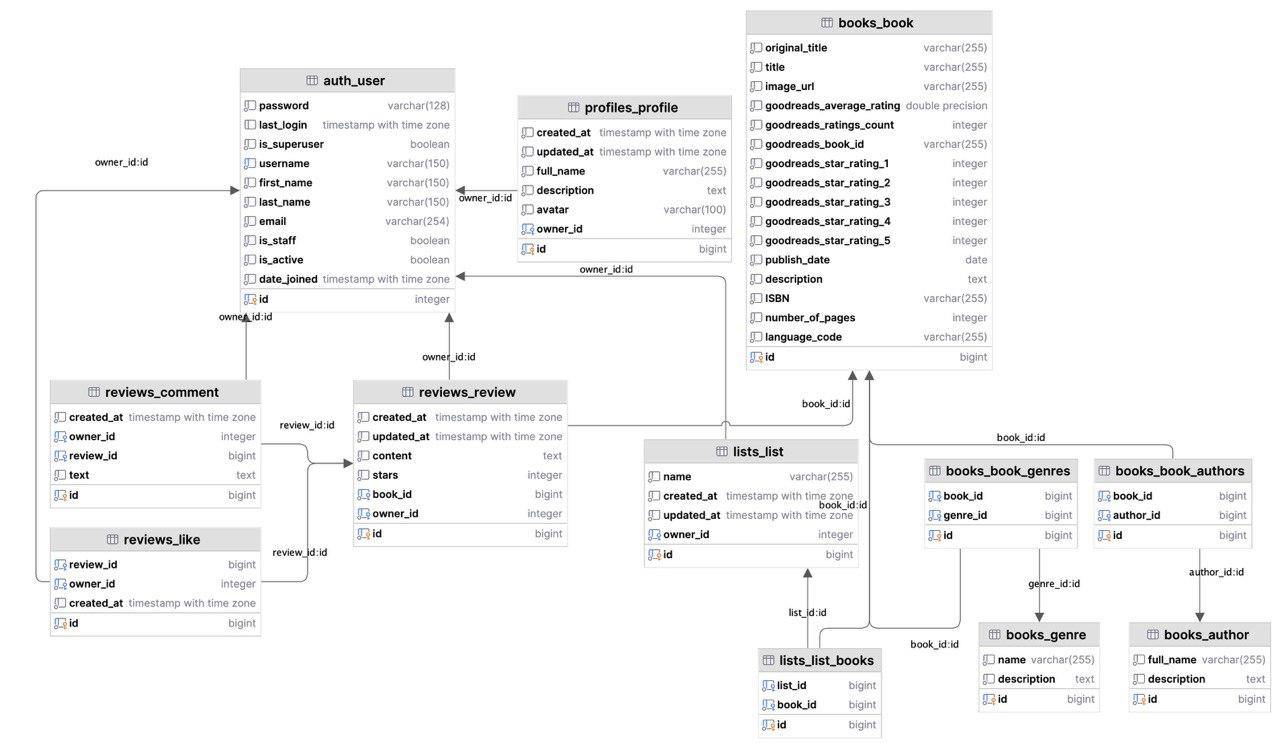 books_book
original_title varchar(255)
title varchar(255)
image_url varchar(255)
goodreads_average_rating double precision
goodreads_ratings_count integer
goodreads_book_id varchar(255)
goodreads_star_rating_1 integer
goodreads_star_rating_2 integer
goodreads_star_rating_3 integer
goodreads_star_rating_4 integer
goodreads_star_rating_5 integer
publish_date date
description text
ISBN varchar(255)
number_of_pages integer
language_code varchar(255)
id bigint
auth_user
password varchar(128)
last_login timestamp with time zone
is_superuser boolean
username varchar(150)
first_name varchar(150)
last_name varchar(150)
email varchar(254)
is_staff boolean
is_active boolean
date_joined timestamp with time zone
id integer
profiles_profile
created_at timestamp with time zone
updated_at timestamp with time zone
full_name varchar(255)
description text
avatar varchar(100)
owner_id integer
id bigint
owner_id:id
owner_id:id
owner_id:id
owner_id:id
owner_id:id
reviews_comment
created_at timestamp with time zone
owner_id integer
review_id bigint
text text
id bigint
review_id:id
reviews_review
created_at timestamp with time zone
updated_at timestamp with time zone
content text
stars integer
book_id bigint
owner_id integer
id bigint
book_id:id
reviews_like
review_id bigint
owner_id integer
created_at timestamp with time zone
id bigint
review_id:id
lists_list
name varchar(255)
created_at timestamp with time zone
book_id:id
updated_at timestamp with time zone
owner_id integer
id bigint
book_id:id
books_book_genres
book_id bigint
genre_id bigint
id bigint
books_book_authors
book_id bigint
author_id bigint
id bigint
author_id:id
genre_id:id
list_id:id
book_id:id
lists_list_books
list_id bigint
book_id bigint
id bigint
books_genre
name varchar(255)
description text
id bigint
books_author
full_name varchar(255)
description text
id bigint